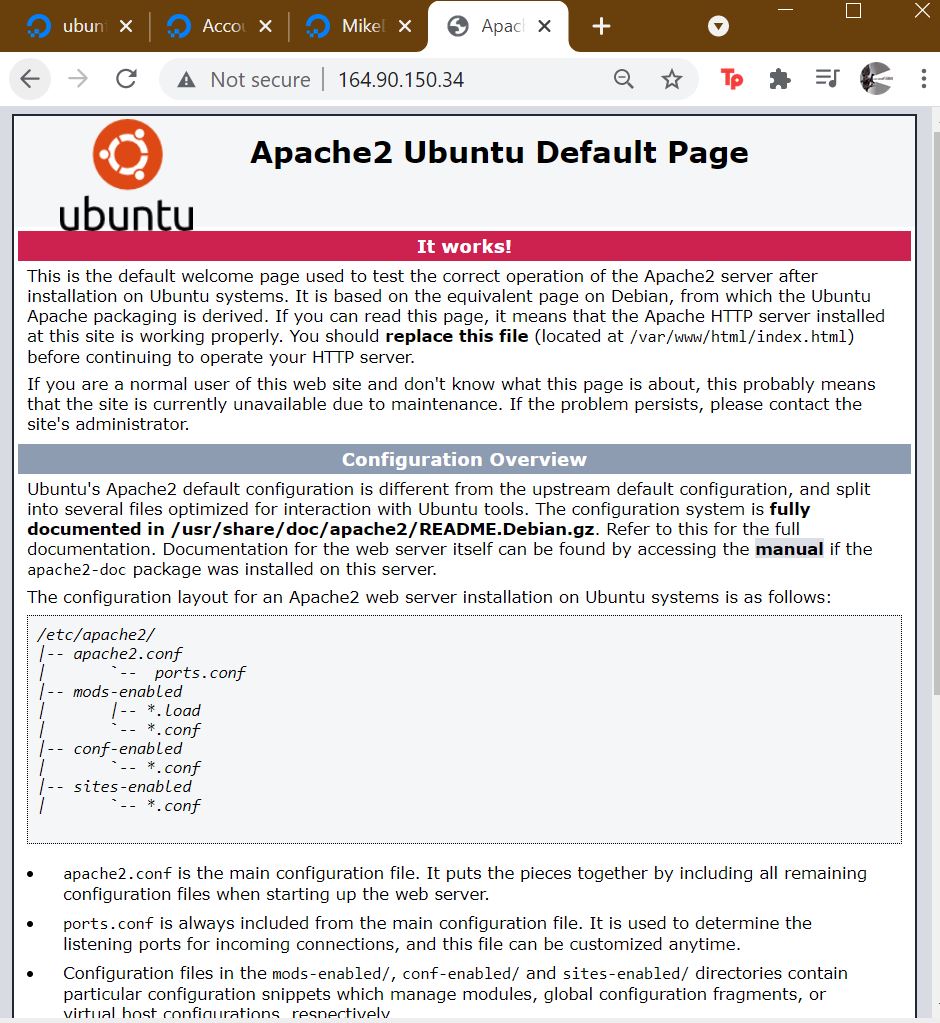 ubun
Accou
Mike
Apac
Not secure
164.90.150.34
Tp
ubuntu
Apache2 Ubuntu Default Page
It works!
This is the default welcome page used to test the correct operation of the Apache2 server after
installation on Ubuntu systems. It is based on the equivalent page on Debian, from which the Ubuntu
Apache packaging is derived. If you can read this page, it means that the Apache HTTP server installed
at this site is working properly. You should replace this file (located at /var/www/html/index.html)
before continuing to operate your HTTP server.
If you are a normal user of this web site and don't know what this page is about, this probably means
that the site is currently unavailable due to maintenance. If the problem persists, please contact the
site's administrator.
Configuration Overview
Ubuntu's Apache2 default configuration is different from the upstream default configuration, and split
into several files optimized for interaction with Ubuntu tools. The configuration system is fully
documented in /usr/share/doc/apache2/README.Debian.gz. Refer to this for the full
documentation. Documentation for the web server itself can be found by accessing the manual if the
apache2-doc package was installed on this server.
The configuration layout for an Apache2 web server installation on Ubuntu systems is as follows:
/etc/apache2/
|-- apache2.conf
|       `--  ports.conf
|-- mods-enabled
|       |-- *.load
|       `-- *.conf
|-- conf-enabled
|       `-- *.conf
|-- sites-enabled
|       `-- *.conf
• apache2.conf is the main configuration file. It puts the pieces together by including all remaining
configuration files when starting up the web server.
• ports.conf is always included from the main configuration file. It is used to determine the
listening ports for incoming connections, and this file can be customized anytime.
• Configuration files in the mods-enabled/, conf-enabled/ and sites-enabled/ directories contain
particular configuration snippets which manage modules, global configuration fragments, or
virtual host configurations, respectively.